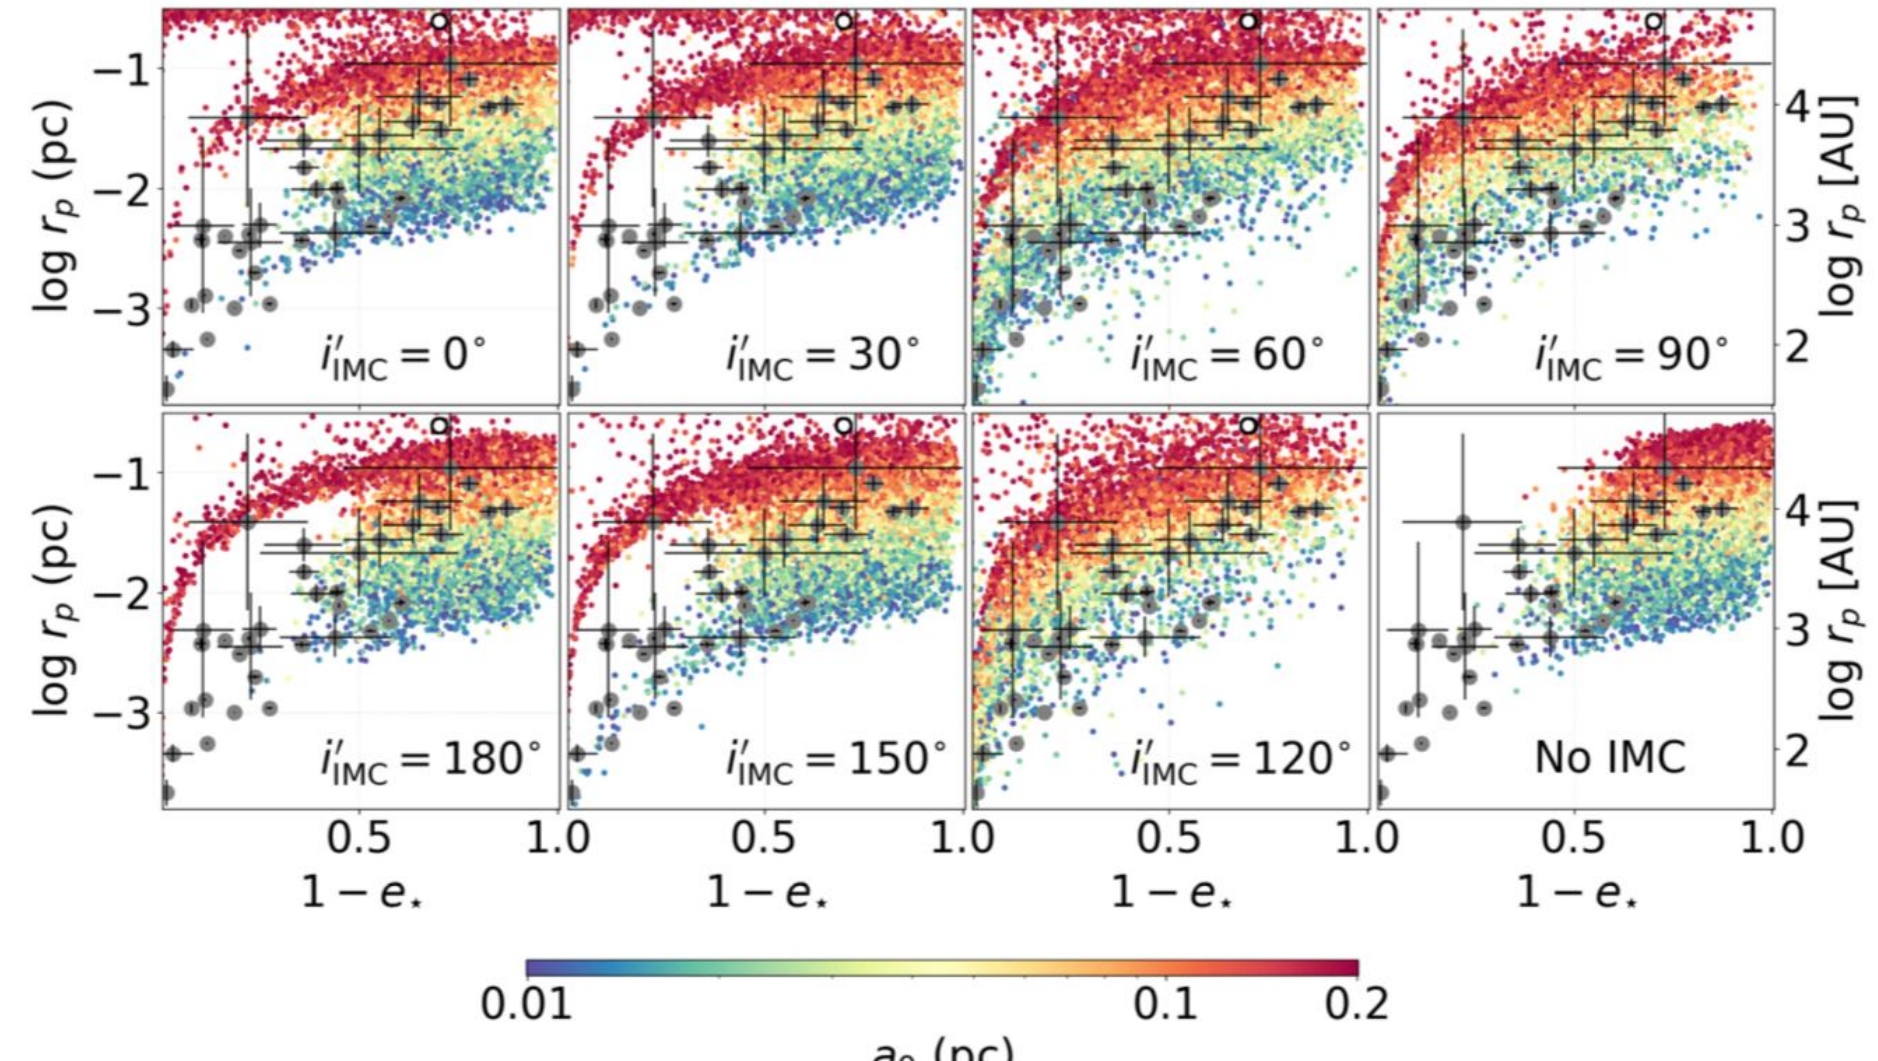 log r_p (pc)
−1
−2
−3
i′_IMC = 0°
i′_IMC = 30°
i′_IMC = 60°
i′_IMC = 90°
4
3
2
log r_p [AU]
log r_p (pc)
−1
−2
−3
i′_IMC = 180°
i′_IMC = 150°
i′_IMC = 120°
No IMC
4
3
2
log r_p [AU]
0.5 1.0 0.5 1.0 0.5 1.0 0.5 1.0
1 − e⋆ 1 − e⋆ 1 − e⋆ 1 − e⋆
0.01 0.1 0.2
(pc)